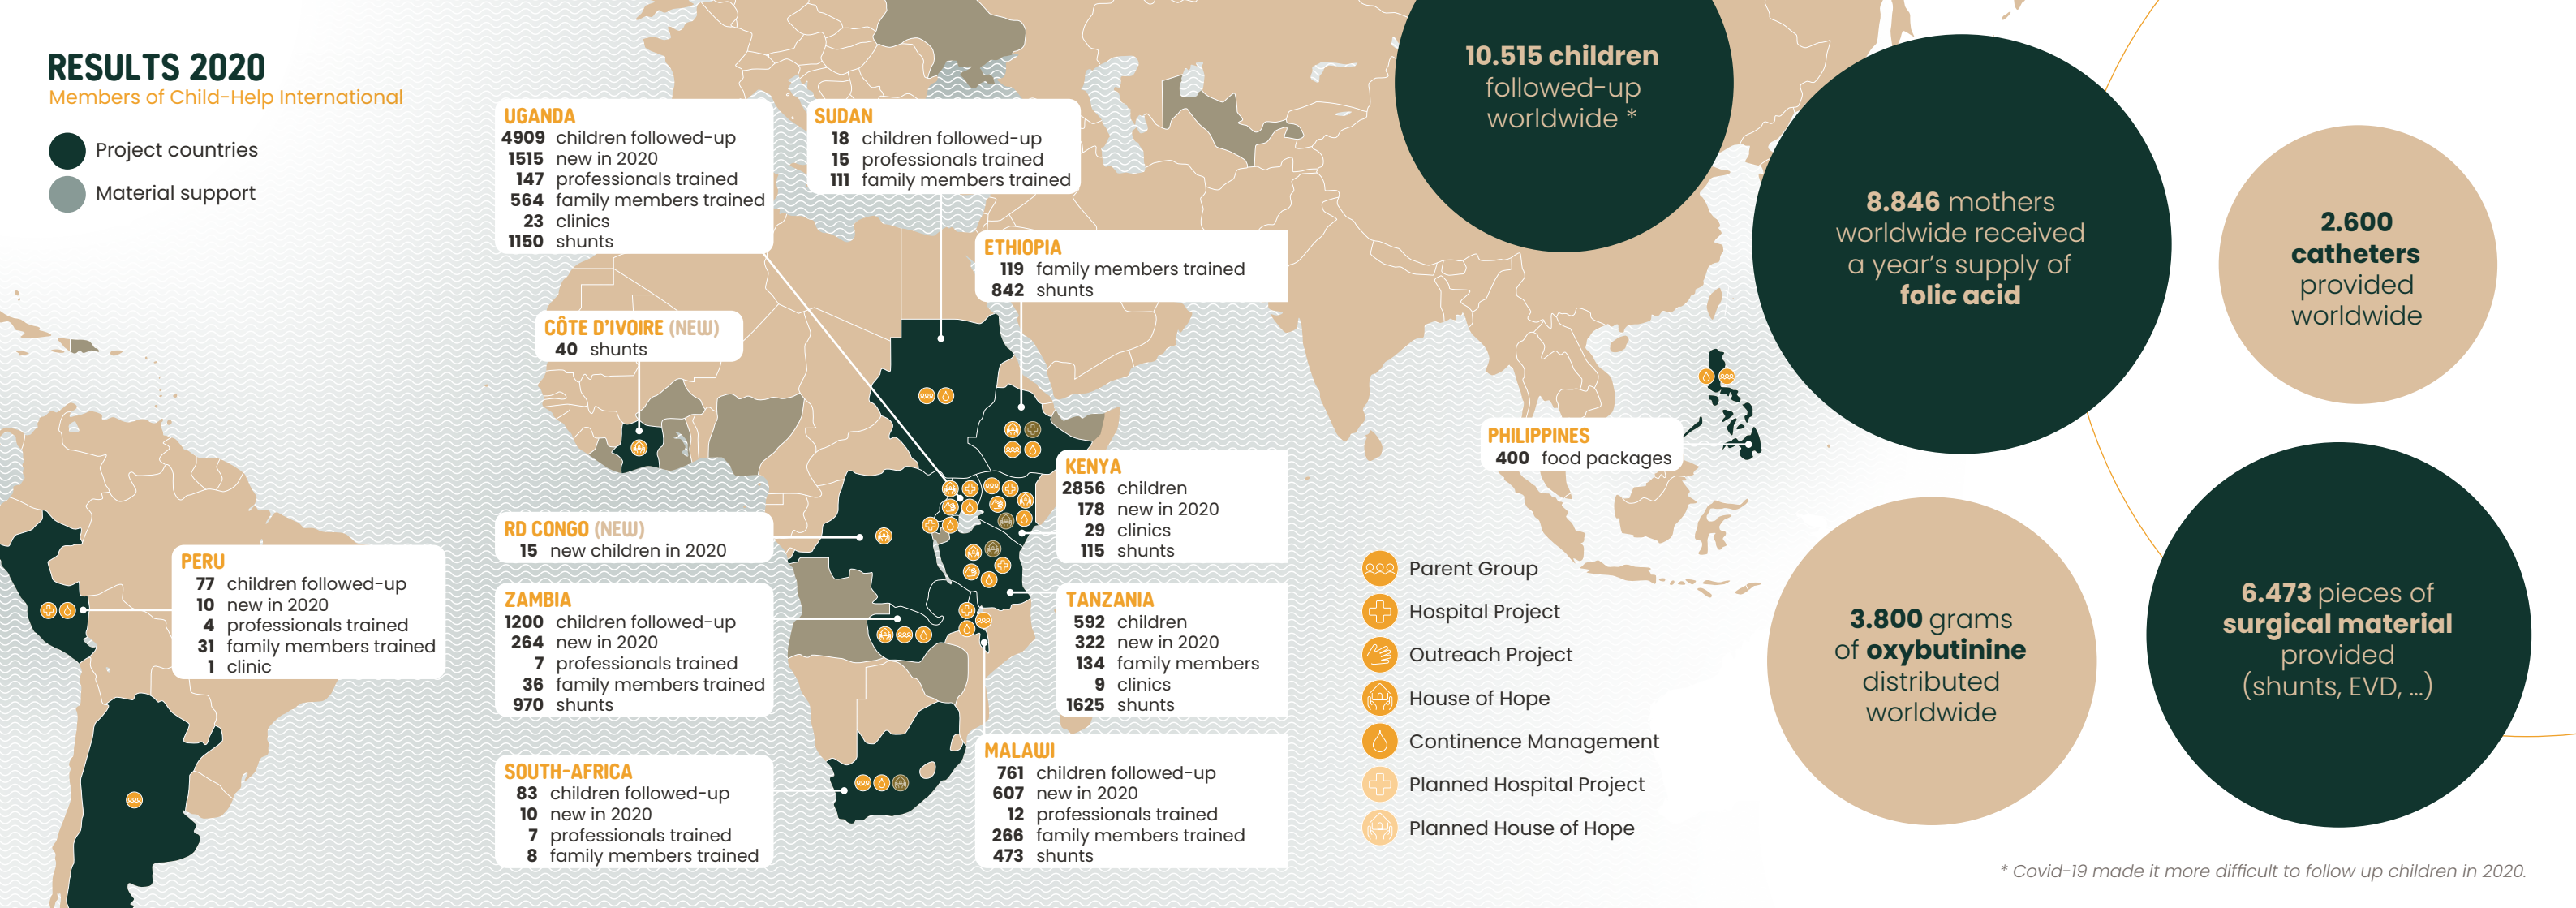 RESULTS 2020
Members of Child-Help International
Project countries
Material support
UGANDA
4909 children followed-up
1515 new in 2020
147 professionals trained
564 family members trained
23 clinics
1150 shunts
SUDAN
18 children followed-up
15 professionals trained
111 family members trained
ETHIOPIA
119 family members trained
842 shunts
CÔTE D'IVOIRE (NEW)
40 shunts
RD CONGO (NEW)
15 new children in 2020
PERU
77 children followed-up
10 new in 2020
4 professionals trained
31 family members trained
1 clinic
ZAMBIA
1200 children followed-up
264 new in 2020
7 professionals trained
36 family members trained
970 shunts
SOUTH-AFRICA
83 children followed-up
10 new in 2020
7 professionals trained
8 family members trained
KENYA
2856 children
178 new in 2020
29 clinics
115 shunts
TANZANIA
592 children
322 new in 2020
134 family members
9 clinics
1625 shunts
MALAWI
761 children followed-up
607 new in 2020
12 professionals trained
266 family members trained
473 shunts
PHILIPPINES
400 food packages
Parent Group
Hospital Project
Outreach Project
House of Hope
Continence Management
Planned Hospital Project
Planned House of Hope
10.515 children
followed-up
worldwide *
8.846 mothers
worldwide received
a year's supply of
folic acid
2.600
catheters
provided
worldwide
3.800 grams
of oxybutinine
distributed
worldwide
6.473 pieces of
surgical material
provided
(shunts, EVD, ...)
* Covid-19 made it more difficult to follow up children in 2020.